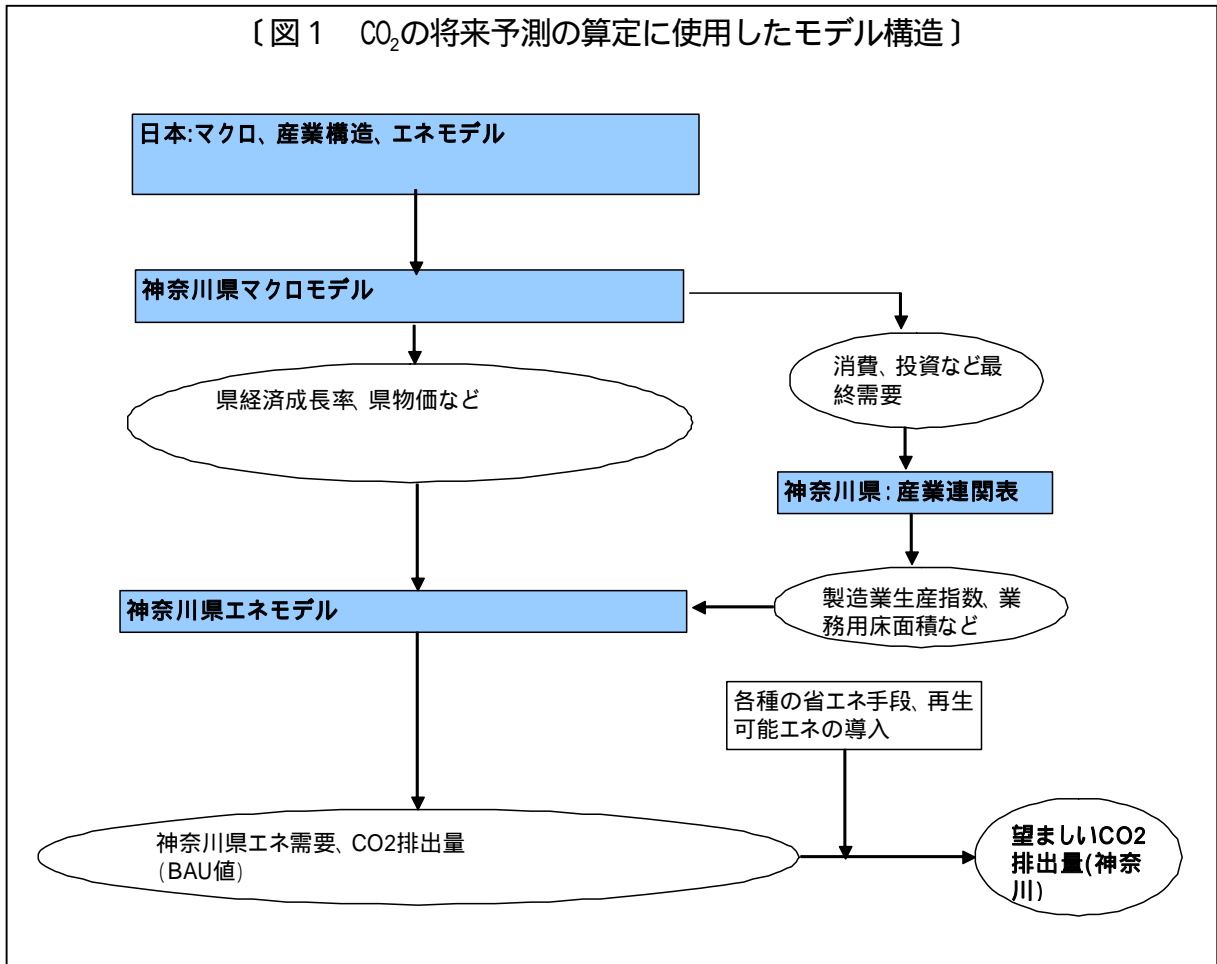 〔図1　CO₂の将来予測の算定に使用したモデル構造〕
日本:マクロ、産業構造、エネモデル
神奈川県マクロモデル
県経済成長率、県物価など
消費、投資など最
終需要
神奈川県:産業連関表
製造業生産指数、業
務用床面積など
神奈川県エネモデル
各種の省エネ手段、再生
可能エネの導入
神奈川県エネ需要、CO2排出量
(BAU値)
望ましいCO2
排出量(神奈
川)